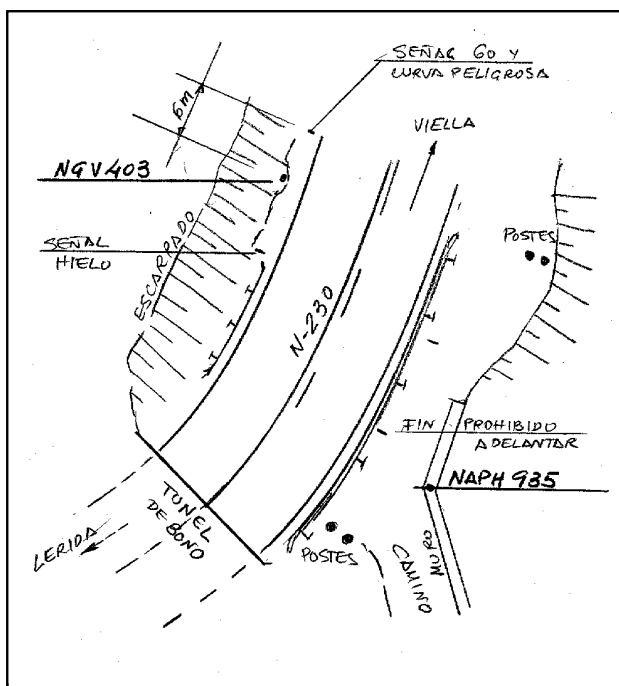 SEÑAL 60 Y
CURVA PELIGROSA
6m
VIELLA
NGV403
POSTES
SEÑAL
HIELO
ESCARPADO
N-230
FIN PROHIBIDO
ADELANTAR
NAPH 935
TUNEL
DE BONO
LERIDA
POSTES
CAMINO
MURO